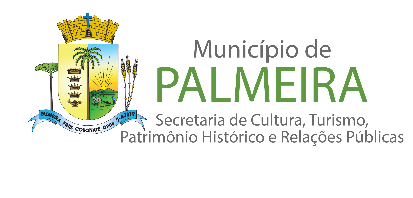 Município de
PALMEIRA
Secretaria de Cultura, Turismo,
Patrimônio Histórico e Relações Públicas